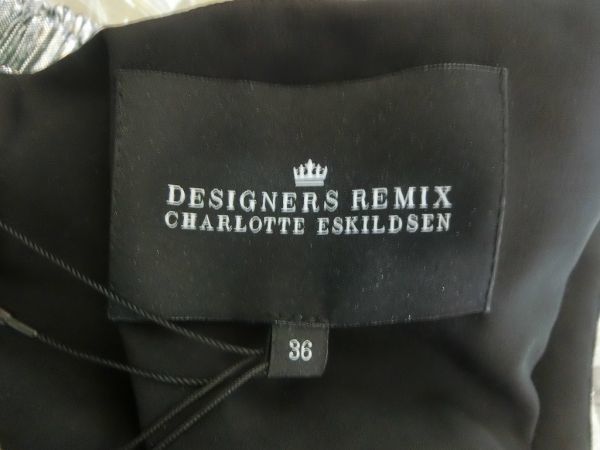 DESIGNERS REMIX
CHARLOTTE ESKILDSEN
36